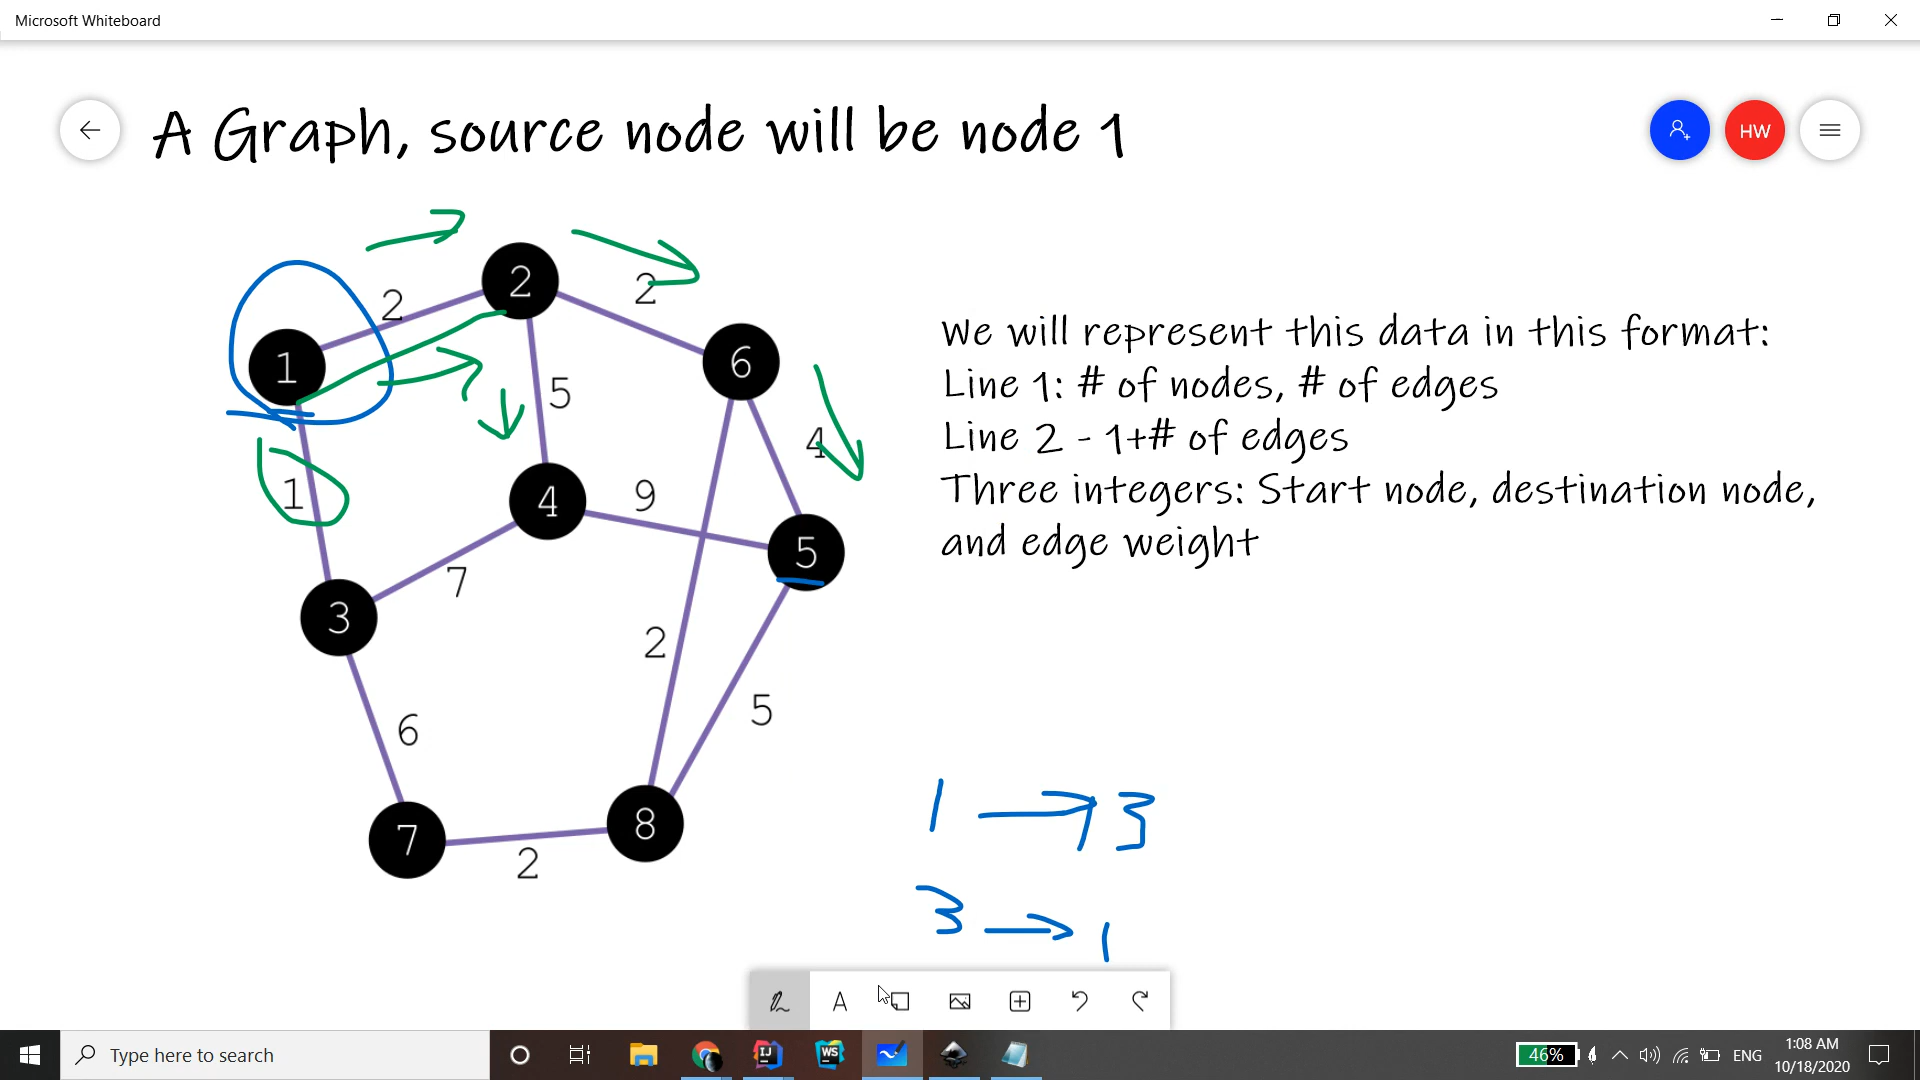 Microsoft Whiteboard
A Graph, source node will be node 1
HW
2
2
2
1
6
5
4
1
4
9
5
3
7
2
6
5
7
2
8
We will represent this data in this format:
Line 1: # of nodes, # of edges
Line 2 - 1+# of edges
Three integers: Start node, destination node,
and edge weight
1 → 3
3 → 1
A
Type here to search
IJ
WS
46%
ENG
1:08 AM
10/18/2020